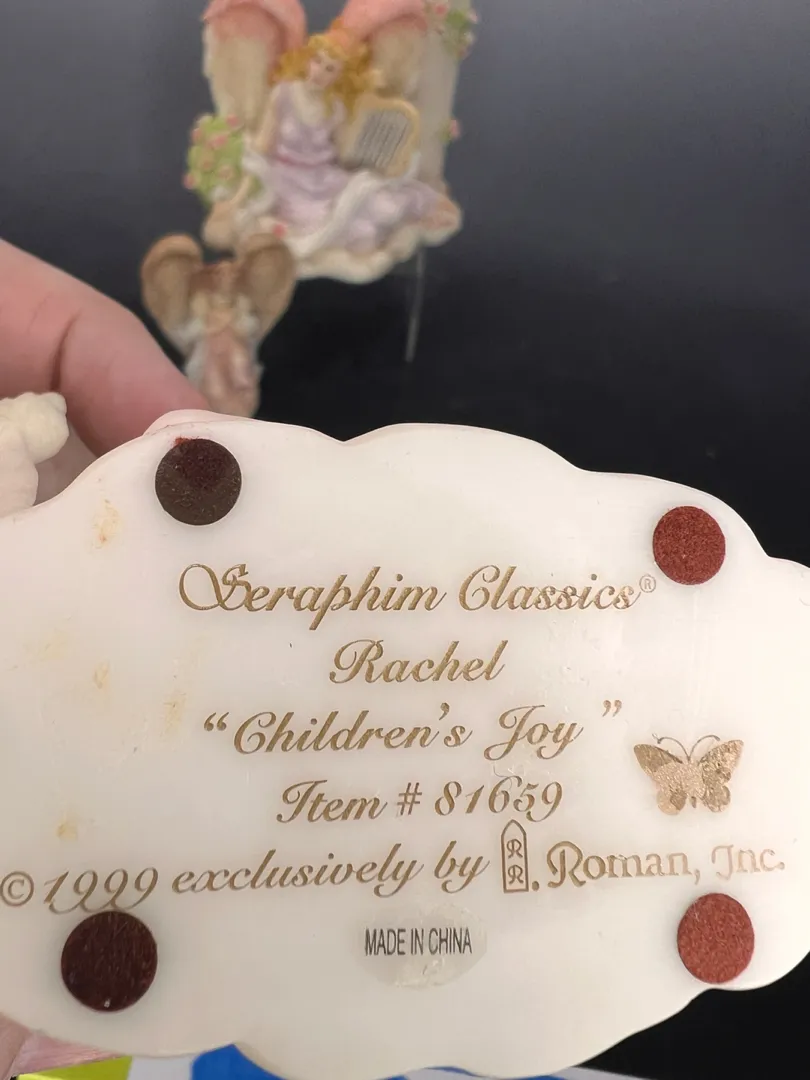 Seraphim Classics®
Rachel
“Children's Joy”
Item # 81659
©1999 exclusively by R R. Roman, Inc.
MADE IN CHINA